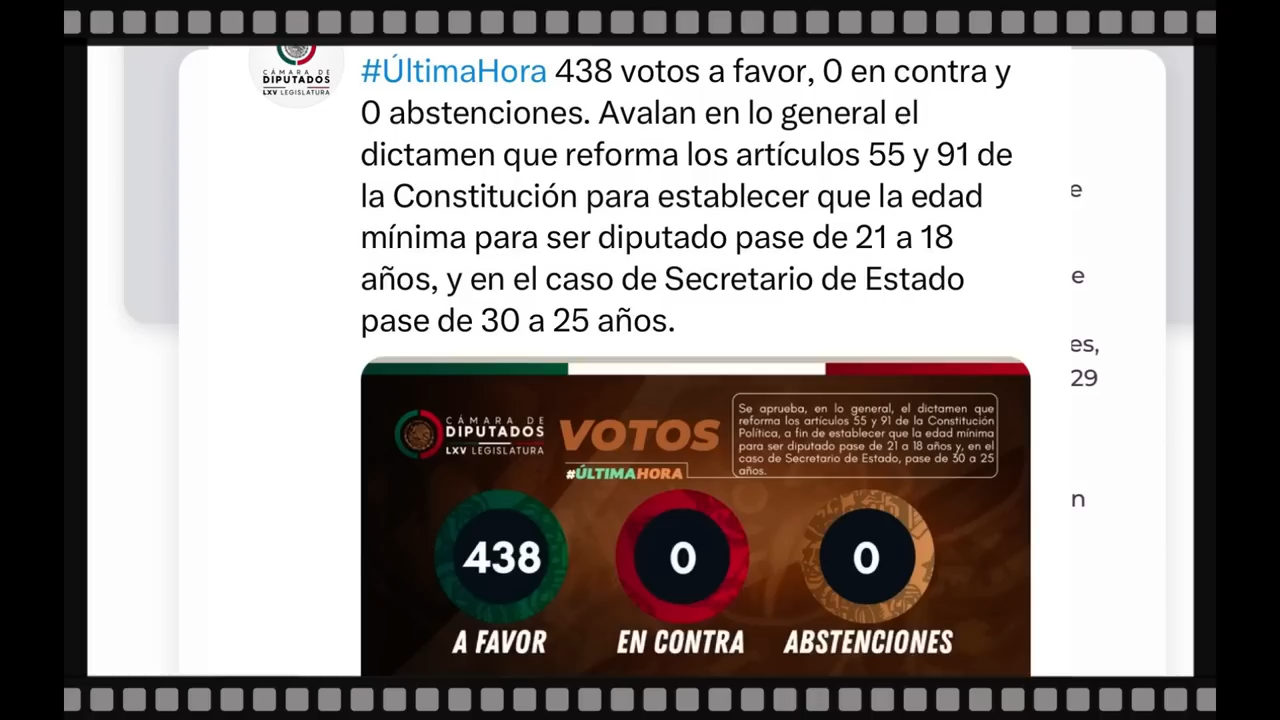 CÁMARA DE
DIPUTADOS
LXV LEGISLATURA
#ÚltimaHora 438 votos a favor, 0 en contra y
0 abstenciones. Avalan en lo general el
dictamen que reforma los artículos 55 y 91 de
la Constitución para establecer que la edad
mínima para ser diputado pase de 21 a 18
años, y en el caso de Secretario de Estado
pase de 30 a 25 años.
e
e
es,
29
n
CÁMARA DE
DIPUTADOS
LXV LEGISLATURA
VOTOS
#ÚLTIMAHORA
Se aprueba, en lo general, el dictamen que
reforma los artículos 55 y 91 de la Constitución
Política, a fin de establecer que la edad mínima
para ser diputado pase de 21 a 18 años y, en el
caso de Secretario de Estado, pase de 30 a 25
años.
438
0
0
A FAVOR
EN CONTRA
ABSTENCIONES